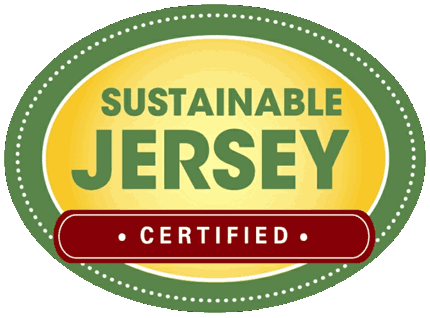 SUSTAINABLE
JERSEY
• CERTIFIED •